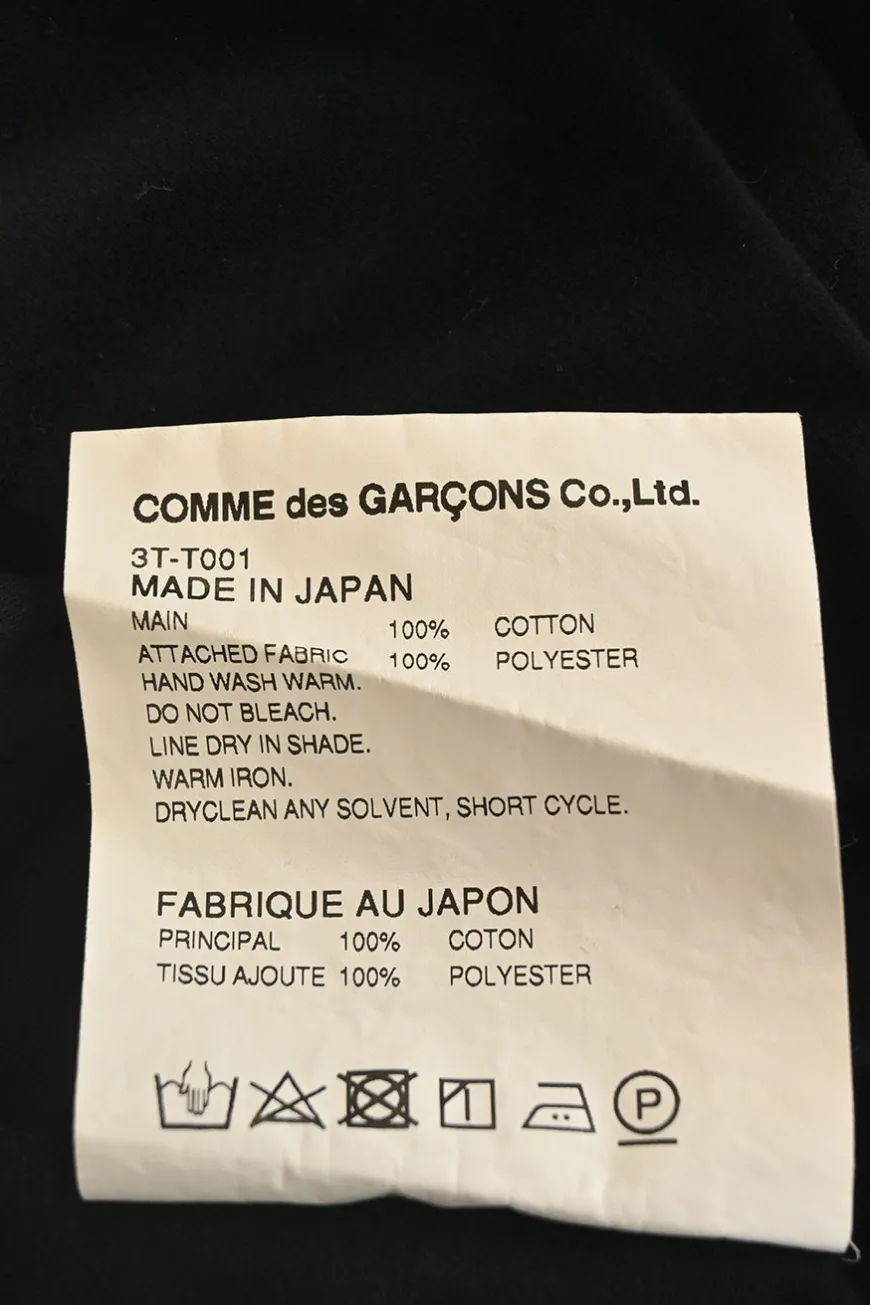 COMME des GARÇONS Co.,Ltd.
3T-T001
MADE IN JAPAN
MAIN 100% COTTON
ATTACHED FABRIC 100% POLYESTER
HAND WASH WARM.
DO NOT BLEACH.
LINE DRY IN SHADE.
WARM IRON.
DRYCLEAN ANY SOLVENT, SHORT CYCLE.
FABRIQUE AU JAPON
PRINCIPAL 100% COTON
TISSU AJOUTE 100% POLYESTER
P